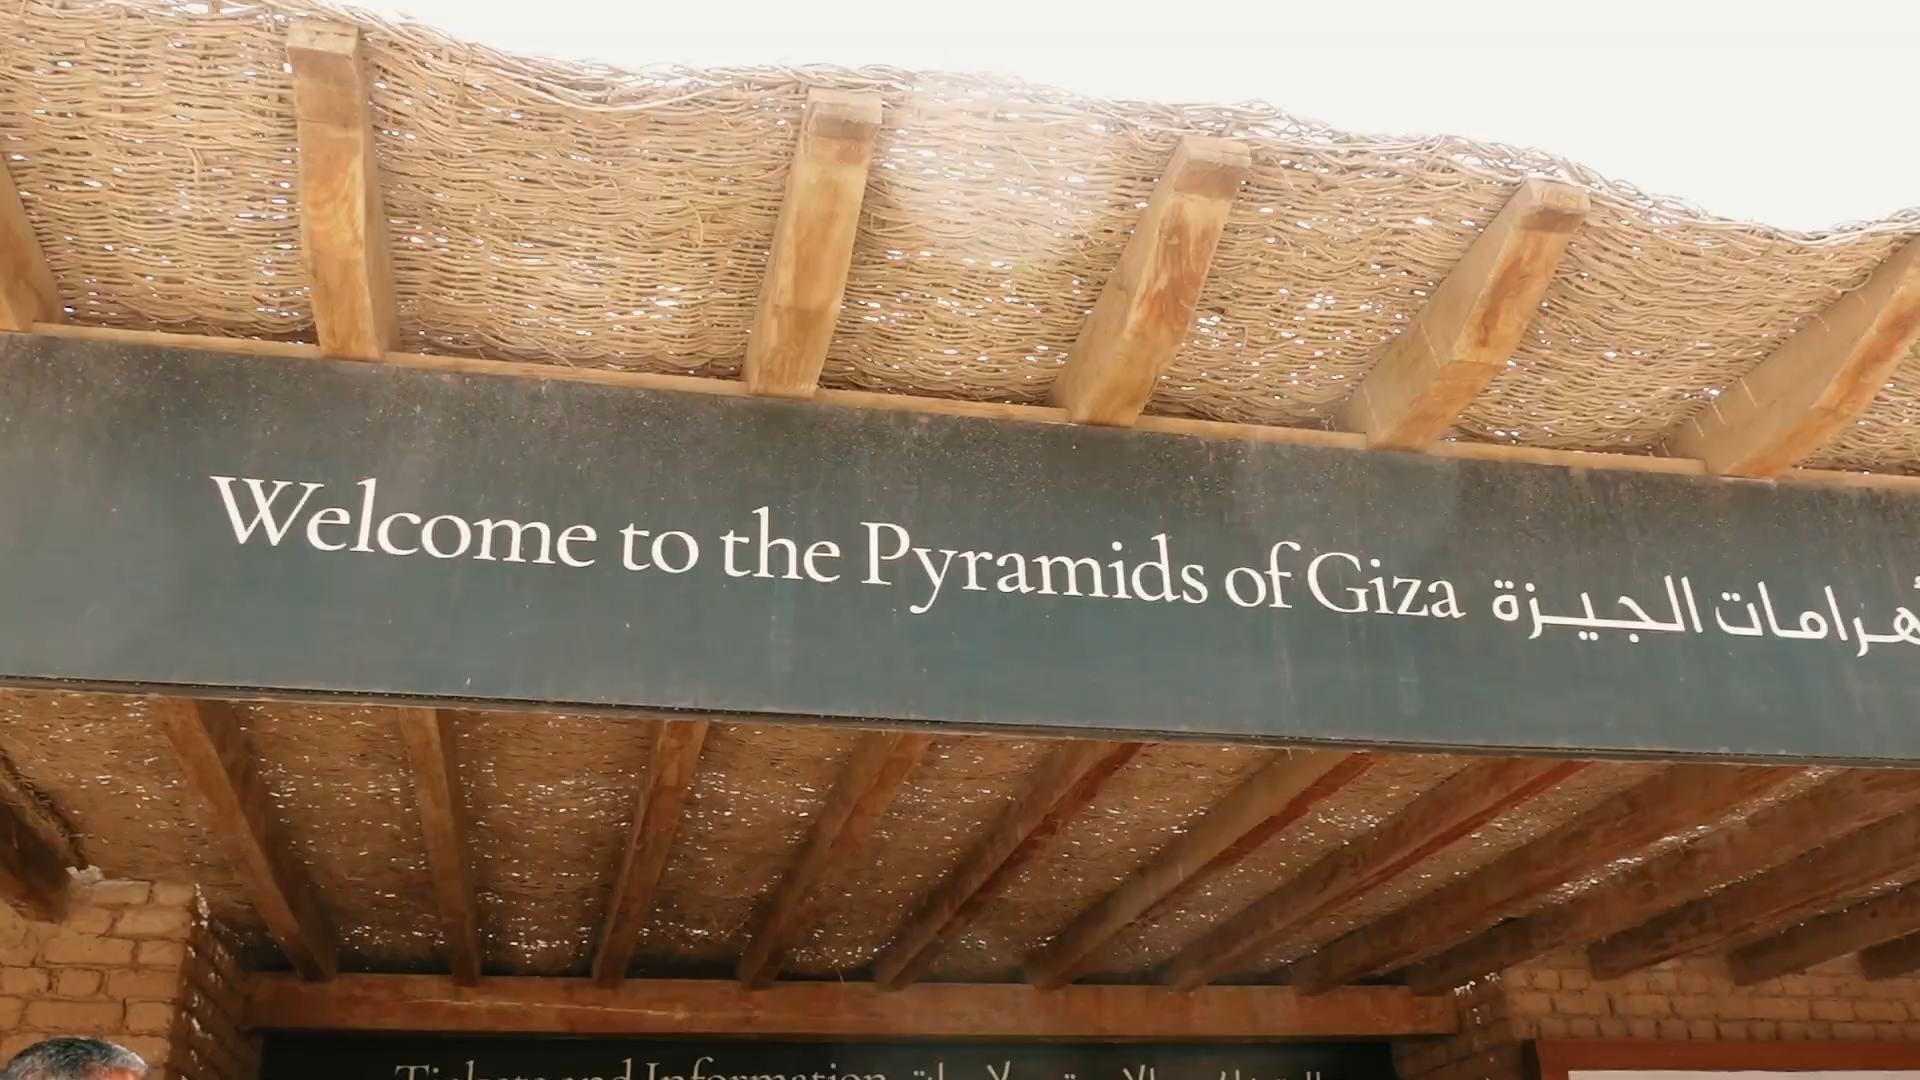 Welcome to the Pyramids of Giza أهرامات الجيزة
Tickets and Information